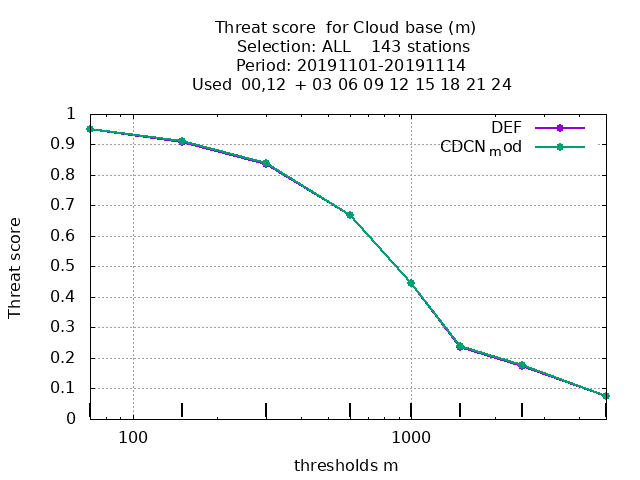 Threat score  for Cloud base (m)
Selection: ALL    143 stations
Period: 20191101-20191114
Used  00,12  + 03 06 09 12 15 18 21 24
DEF
CDCN_mod
Threat score
1
0.9
0.8
0.7
0.6
0.5
0.4
0.3
0.2
0.1
0
100
1000
thresholds m